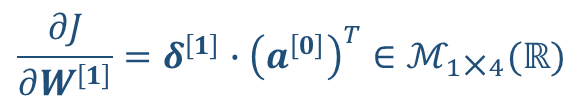 ∂J/∂W^[1] = δ^[1] · (a^[0])^T ∈ ℳ_{1×4}(ℝ)